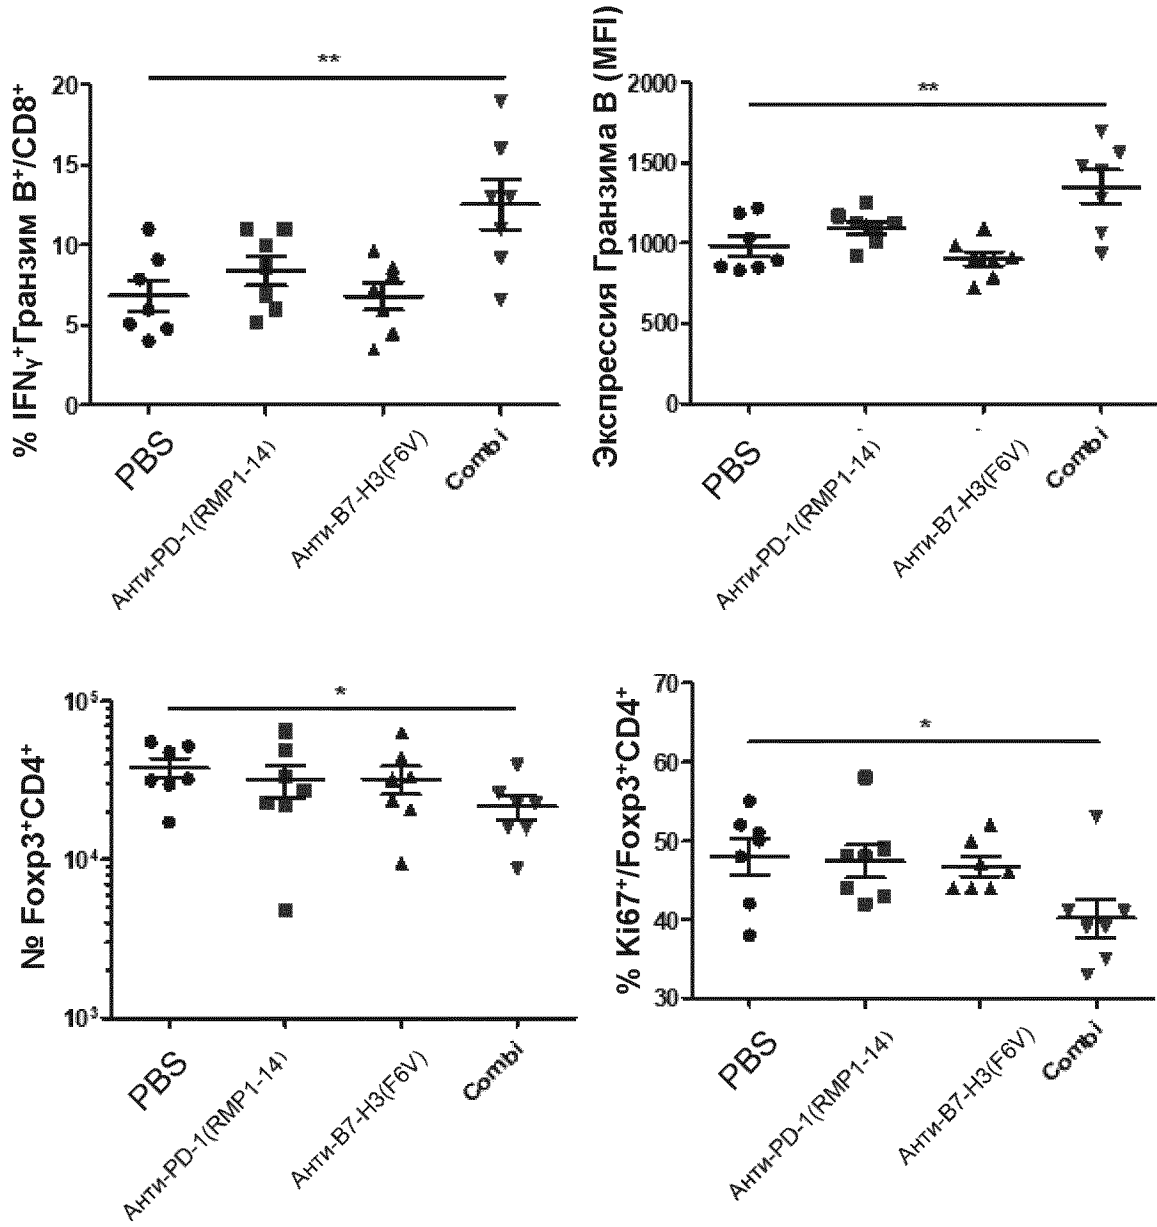 % IFNγ⁺Гранзим B⁺/CD8⁺
**
20
15
10
5
0
PBS
Анти-PD-1(RMP1-14)
Анти-B7-H3(F6V)
Combi
Экспрессия Гранзима B (MFI)
**
2000
1500
1000
500
0
PBS
Анти-PD-1(RMP1-14)
Анти-B7-H3(F6V)
Combi
№ Foxp3⁺CD4⁺
*
10⁵
10⁴
10³
PBS
Анти-PD-1(RMP1-14)
Анти-B7-H3(F6V)
Combi
% Ki67⁺/Foxp3⁺CD4⁺
*
70
60
50
40
30
PBS
Анти-PD-1(RMP1-14)
Анти-B7-H3(F6V)
Combi